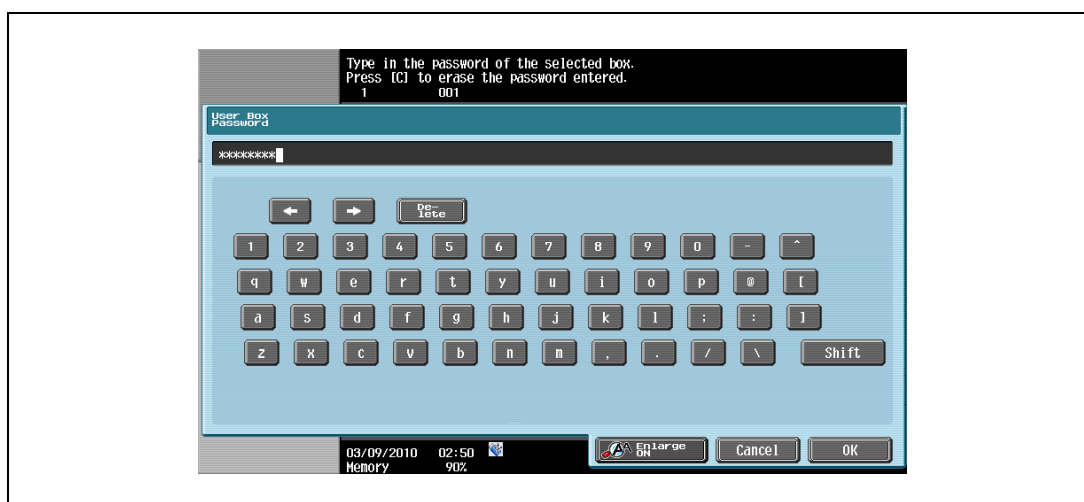 Type in the password of the selected box.
Press [C] to erase the password entered.
1 001
User Box
Password
********
← → De-
lete
1 2 3 4 5 6 7 8 9 0 - ^
q w e r t y u i o p @ [
a s d f g h j k l ; : ]
z x c v b n m , . / \ Shift
Enlarge
ON Cancel OK
03/09/2010 02:50
Memory 90%